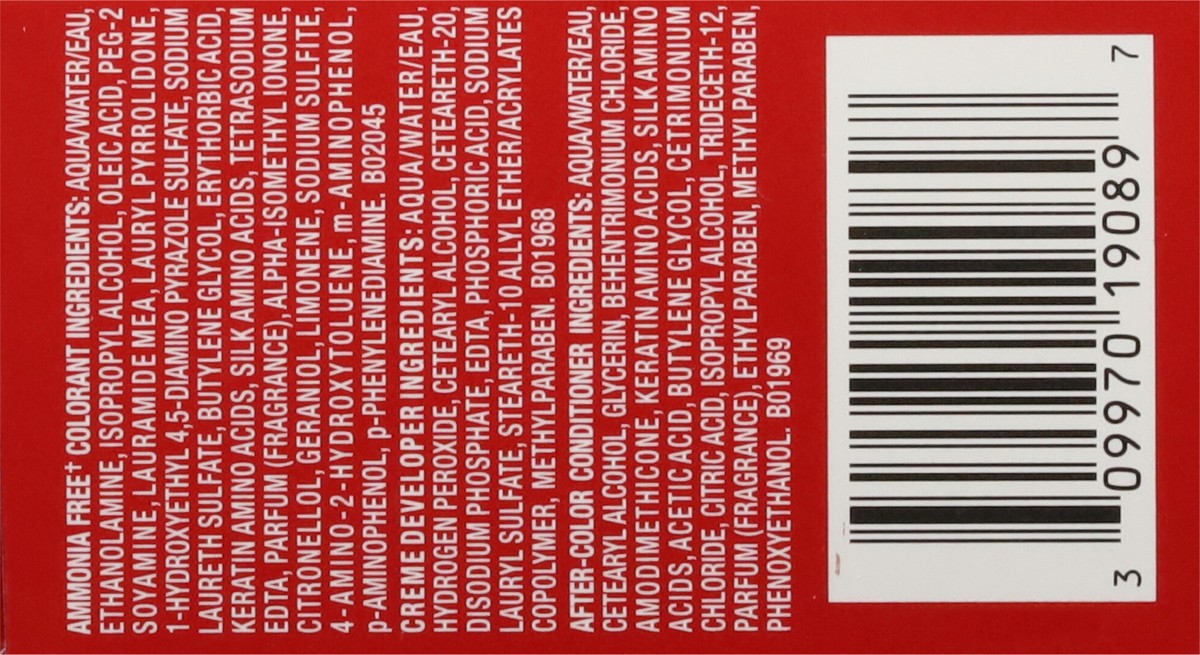 AMMONIA FREE† COLORANT INGREDIENTS: AQUA/WATER/EAU,
ETHANOLAMINE, ISOPROPYL ALCOHOL, OLEIC ACID, PEG-2
SOYAMINE, LAURAMIDE MEA, LAURYL PYRROLIDONE,
1-HYDROXYETHYL 4,5-DIAMINO PYRAZOLE SULFATE, SODIUM
LAURETH SULFATE, BUTYLENE GLYCOL, ERYTHORBIC ACID,
KERATIN AMINO ACIDS, SILK AMINO ACIDS, TETRASODIUM
EDTA, PARFUM (FRAGRANCE), ALPHA-ISOMETHYL IONONE,
CITRONELLOL, GERANIOL, LIMONENE, SODIUM SULFITE,
4-AMINO-2-HYDROXYTOLUENE, m-AMINOPHENOL,
p-AMINOPHENOL, p-PHENYLENEDIAMINE. B02045
CREME DEVELOPER INGREDIENTS: AQUA/WATER/EAU,
HYDROGEN PEROXIDE, CETEARYL ALCOHOL, CETEARETH-20,
DISODIUM PHOSPHATE, EDTA, PHOSPHORIC ACID, SODIUM
LAURYL SULFATE, STEARETH-10 ALLYL ETHER/ACRYLATES
COPOLYMER, METHYLPARABEN. B01968
AFTER-COLOR CONDITIONER INGREDIENTS: AQUA/WATER/EAU,
CETEARYL ALCOHOL, GLYCERIN, BEHENTRIMONIUM CHLORIDE,
AMODIMETHICONE, KERATIN AMINO ACIDS, SILK AMINO
ACIDS, ACETIC ACID, BUTYLENE GLYCOL, CETRIMONIUM
CHLORIDE, CITRIC ACID, ISOPROPYL ALCOHOL, TRIDECETH-12,
PARFUM (FRAGRANCE), ETHYLPARABEN, METHYLPARABEN,
PHENOXYETHANOL. B01969
3 09970 19089 7